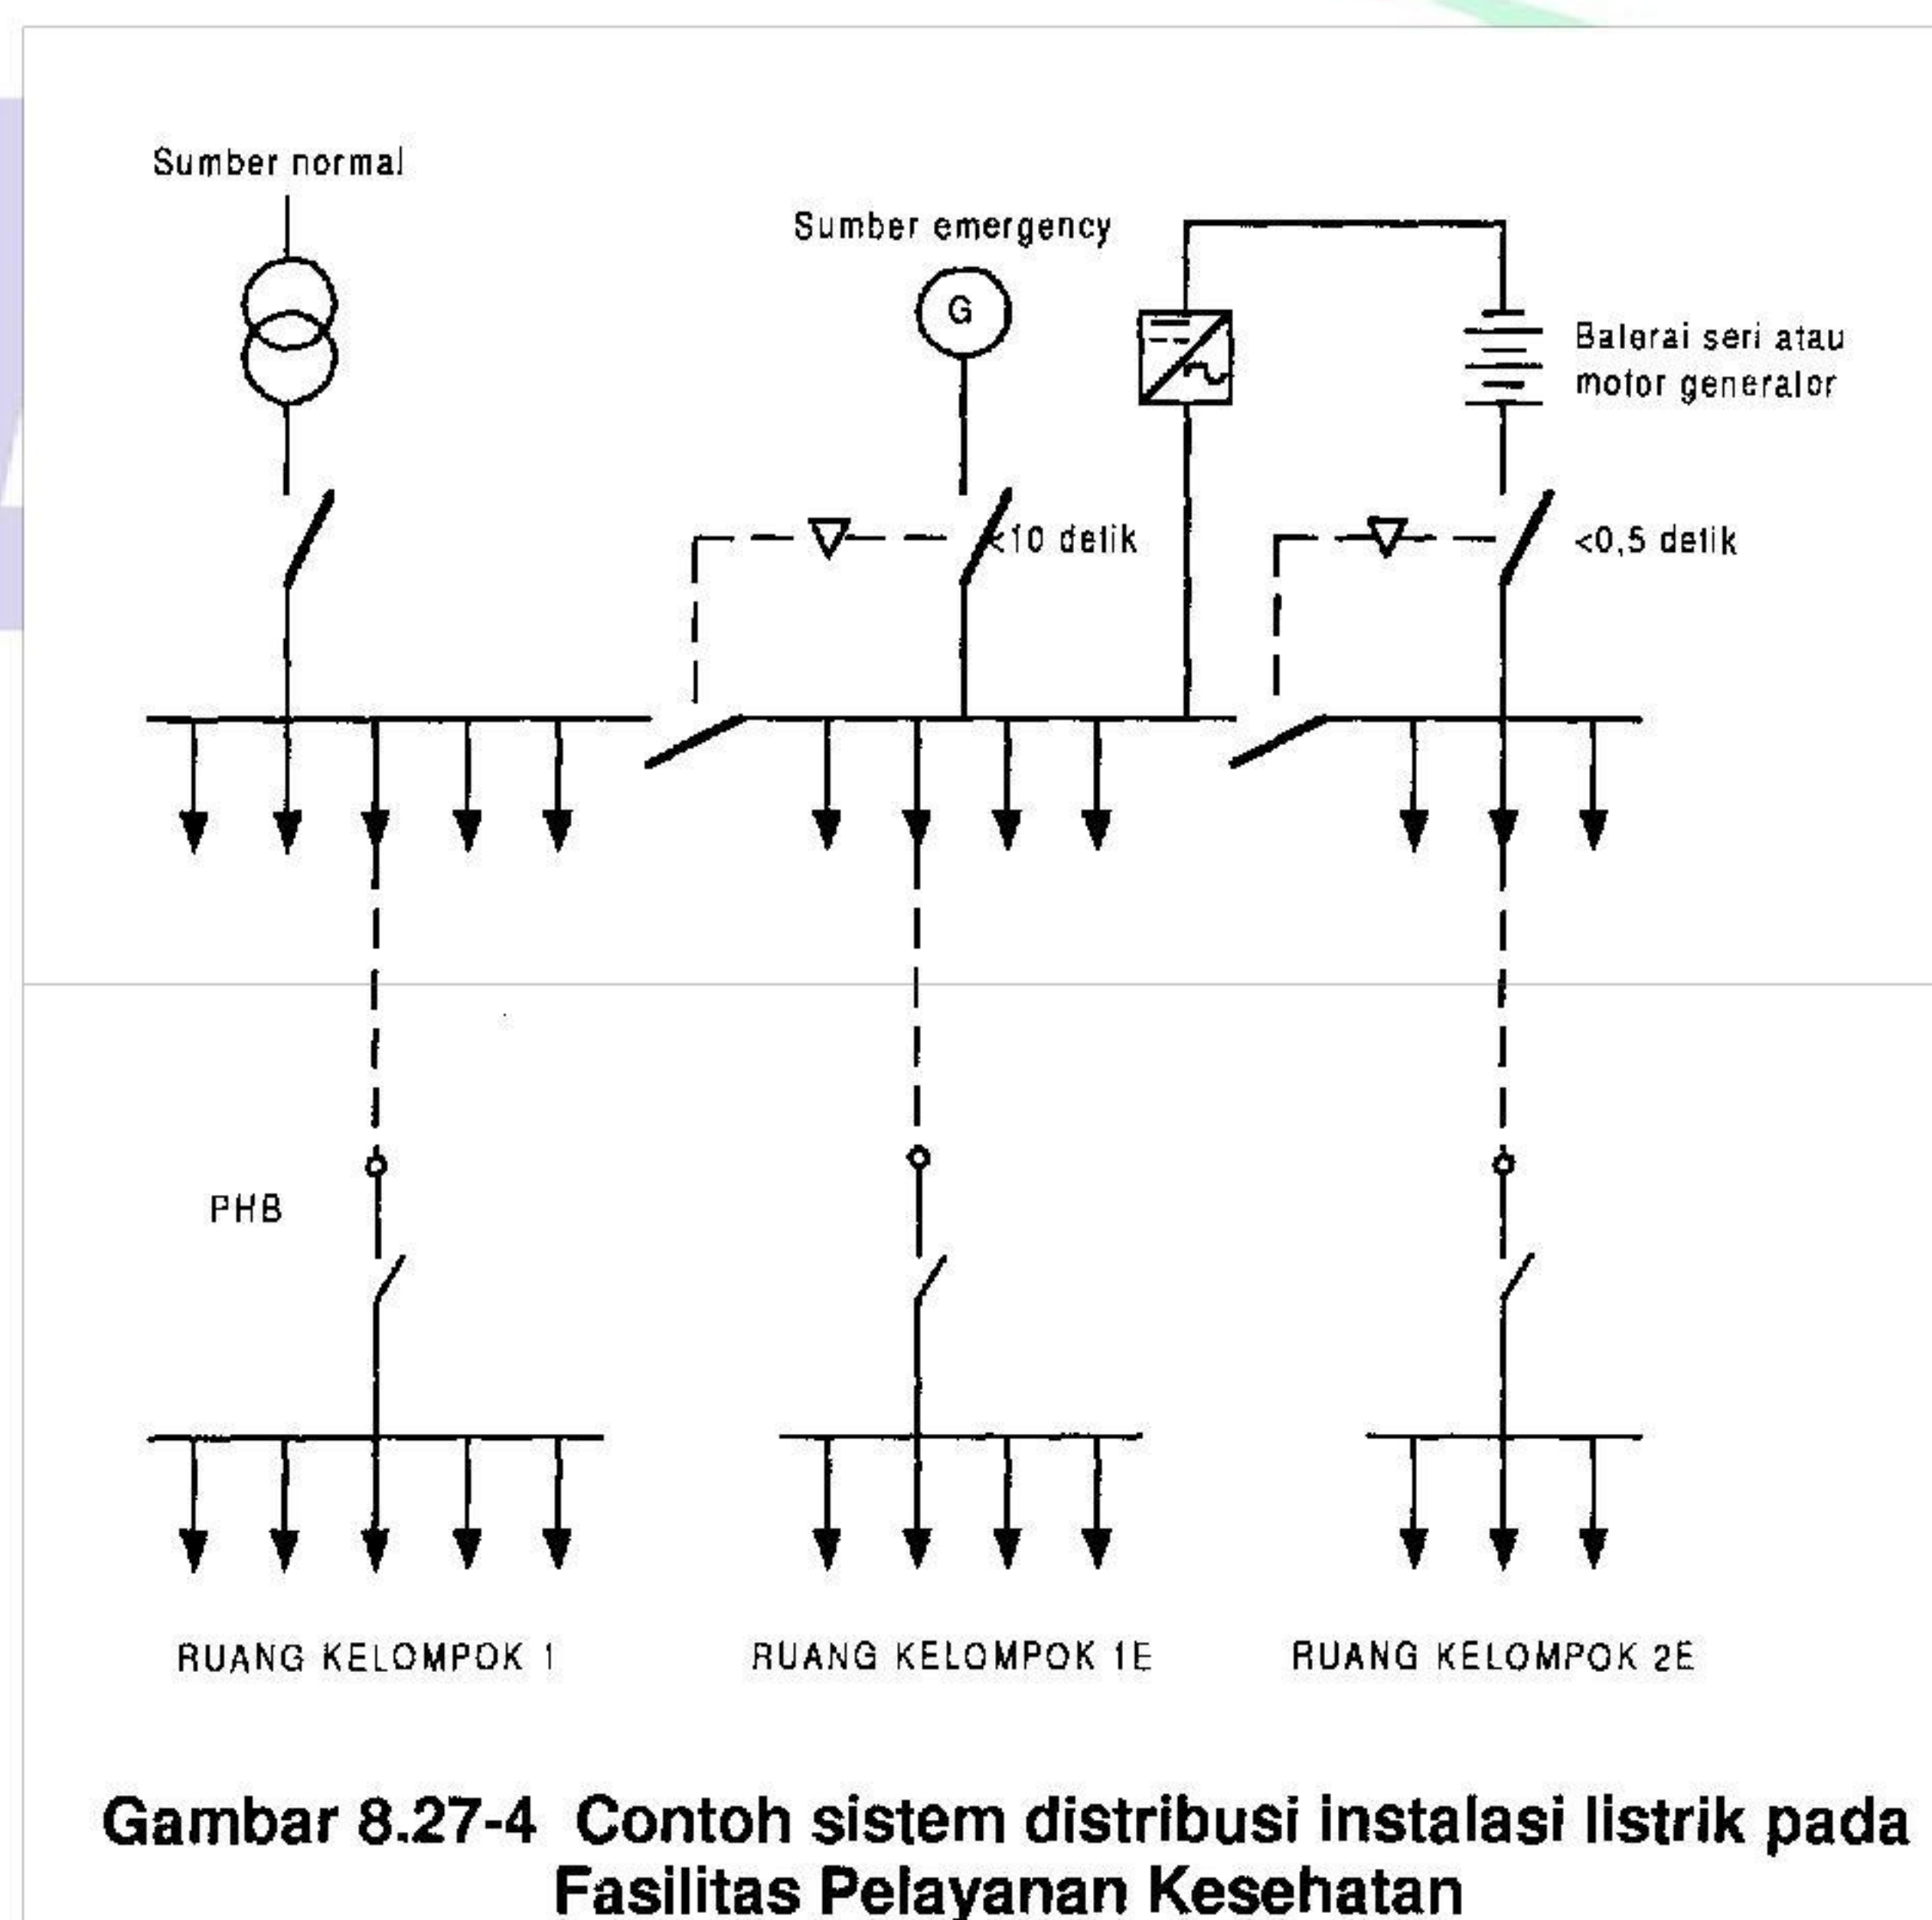 Sumber normal
Sumber emergency
G
Balerai seri atau
motor generalor
<10 detik
<0,5 detik
PHB
RUANG KELOMPOK 1
RUANG KELOMPOK 1E
RUANG KELOMPOK 2E
Gambar 8.27-4 Contoh sistem distribusi instalasi listrik pada
Fasilitas Pelayanan Kesehatan